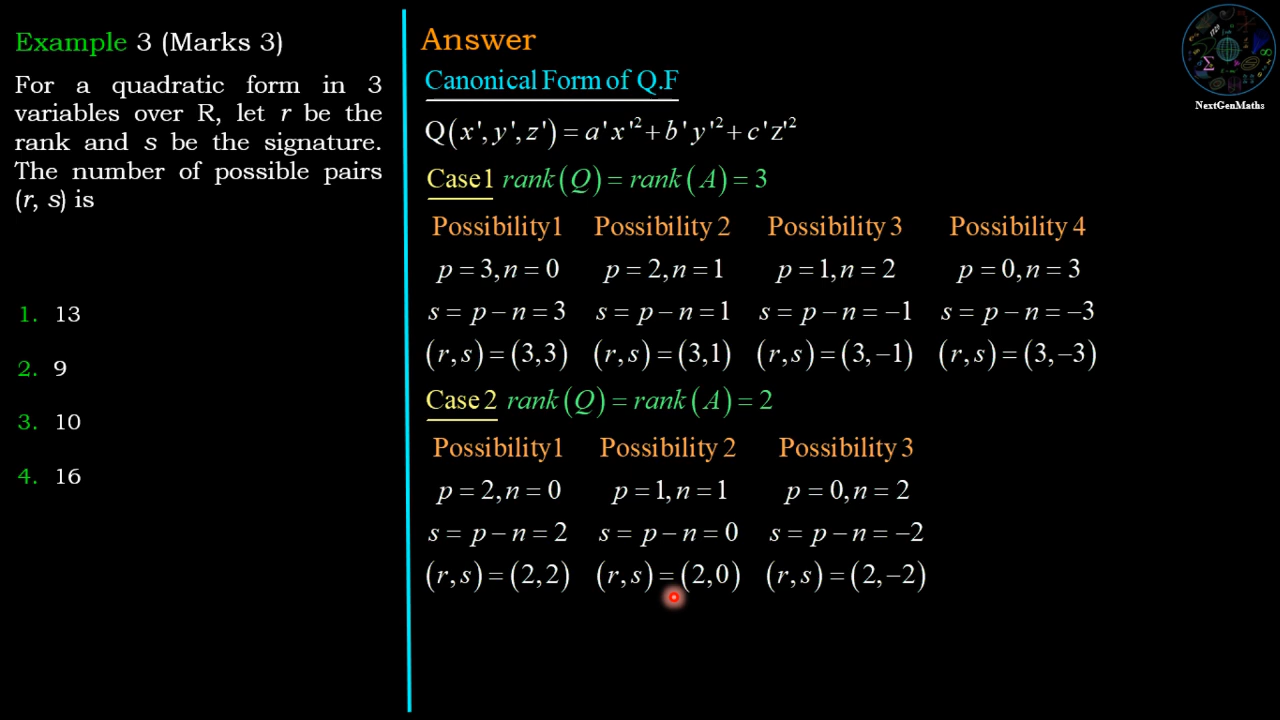 Example 3 (Marks 3)
For a quadratic form in 3
variables over R, let r be the
rank and s be the signature.
The number of possible pairs
(r, s) is
1. 13
2. 9
3. 10
4. 16
Answer
Canonical Form of Q.F
Q(x', y', z') = a'x'² + b'y'² + c'z'²
Case1 rank(Q) = rank(A) = 3
Possibility1 Possibility 2 Possibility 3 Possibility 4
p = 3, n = 0 p = 2, n = 1 p = 1, n = 2 p = 0, n = 3
s = p − n = 3 s = p − n = 1 s = p − n = −1 s = p − n = −3
(r, s) = (3, 3) (r, s) = (3, 1) (r, s) = (3, −1) (r, s) = (3, −3)
Case 2 rank(Q) = rank(A) = 2
Possibility1 Possibility 2 Possibility 3
p = 2, n = 0 p = 1, n = 1 p = 0, n = 2
s = p − n = 2 s = p − n = 0 s = p − n = −2
(r, s) = (2, 2) (r, s) = (2, 0) (r, s) = (2, −2)
NextGenMaths